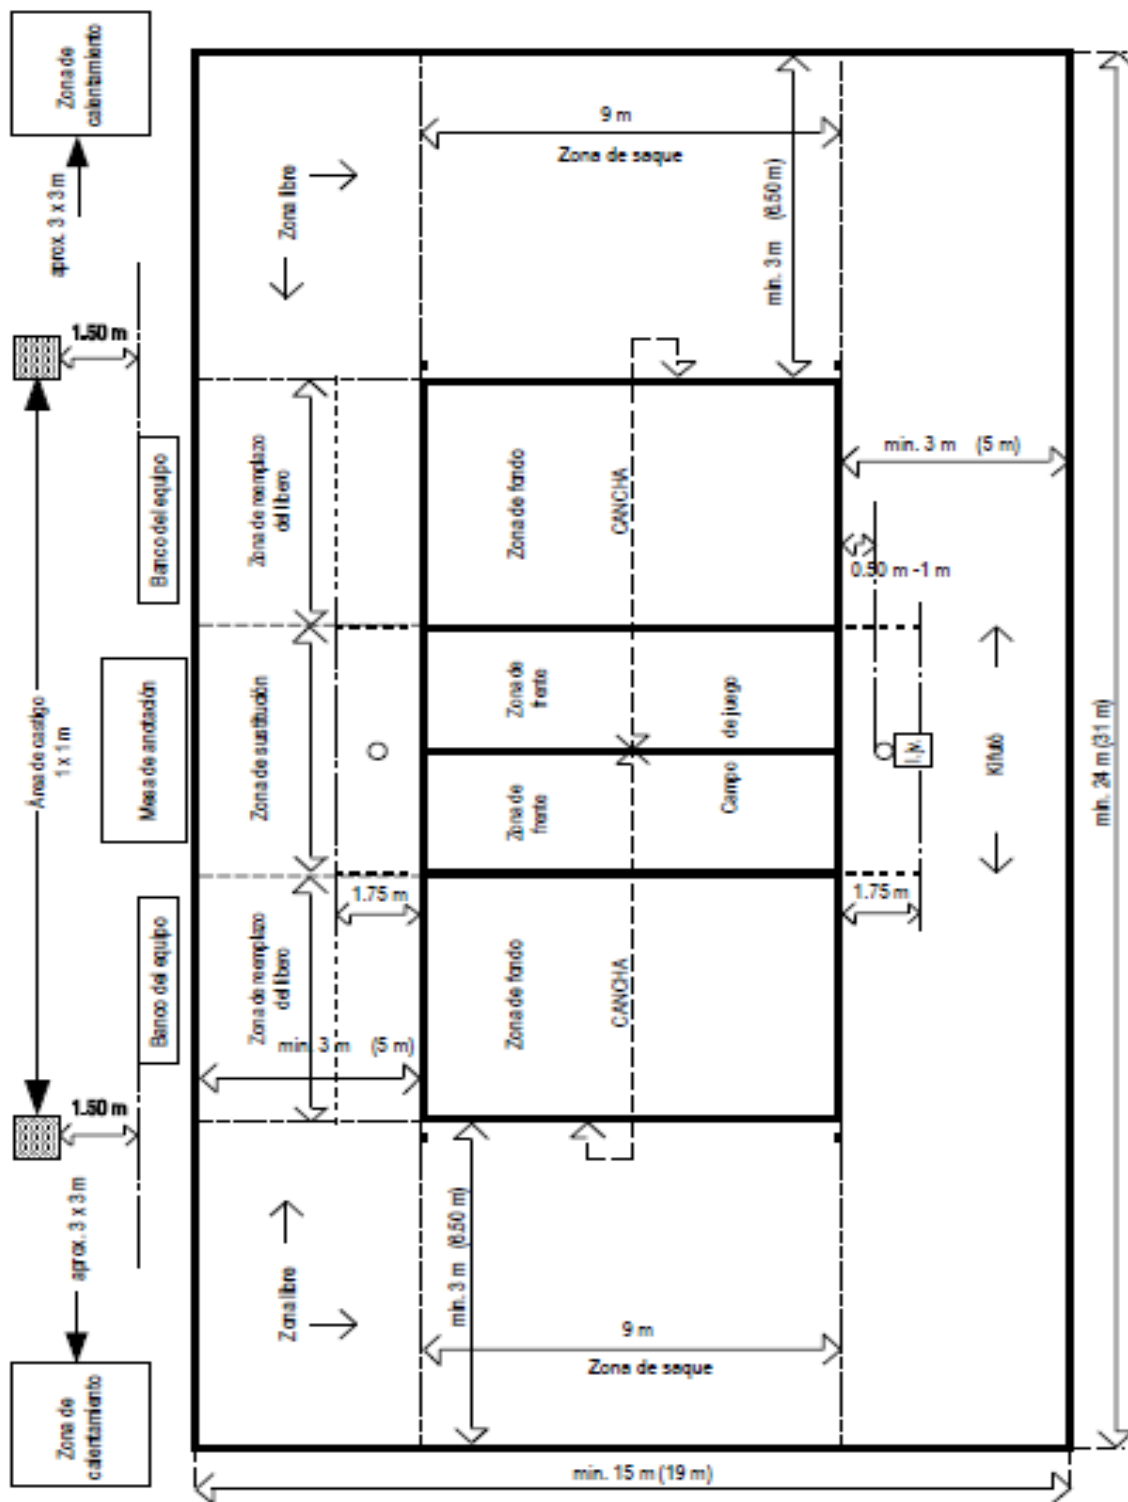 Zona de
calentamiento
aprox. 3 x 3 m
1.50 m
9 m
Zona de saque
Zona libre
min. 3 m (6.50 m)
Banco del equipo
Zona de reemplazo
del líbero
Zona de fondo
CANCHA
min. 3 m (5 m)
0.50 m -1 m
Área de castigo
1 x 1 m
Mesa de anotación
Zona de sustitución
Zona de
frente
Zona de
frente
Campo de juego
I. jv.
Kifutó
min. 24 m (31 m)
1.75 m
1.75 m
Banco del equipo
Zona de reemplazo
del líbero
Zona de fondo
CANCHA
min. 3 m (5 m)
1.50 m
aprox. 3 x 3 m
Zona libre
min. 3 m (6.50 m)
9 m
Zona de saque
Zona de
calentamiento
min. 15 m (19 m)